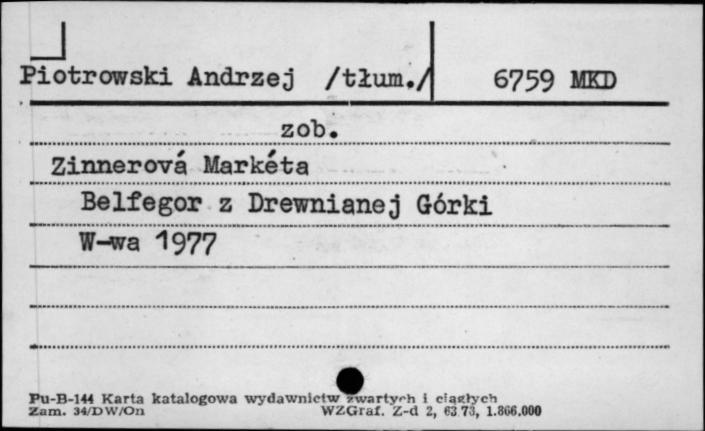 Piotrowski Andrzej /tłum./ 6759 MKD
zob.
Zinnerová Markéta
Belfegor z Drewnianej Górki
W-wa 1977
Pu-B-144 Karta katalogowa wydawnictw zwartych i ciągłych
Zam. 34/DW/On WZGraf. Z-d 2, 63.73, 1.866.000